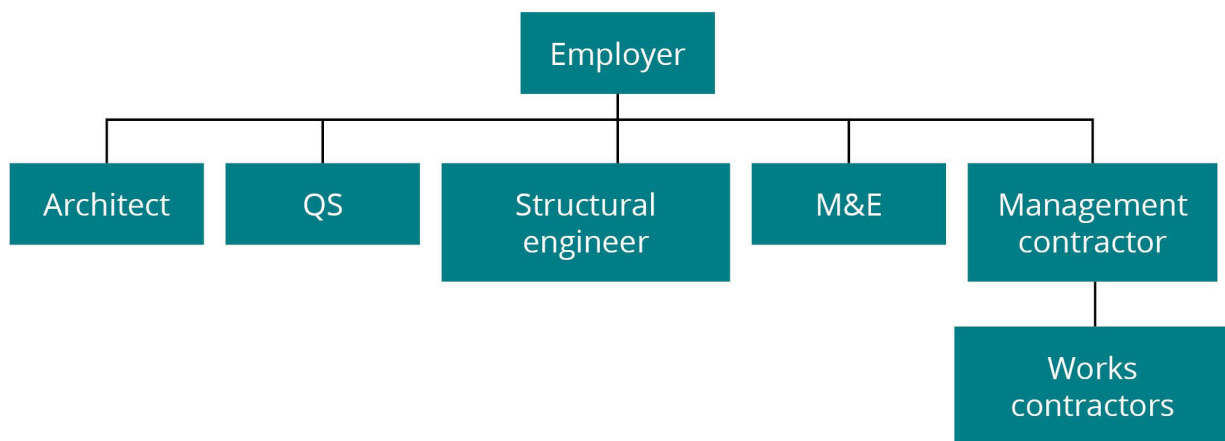 Employer
Architect
QS
Structural
engineer
M&E
Management
contractor
Works
contractors